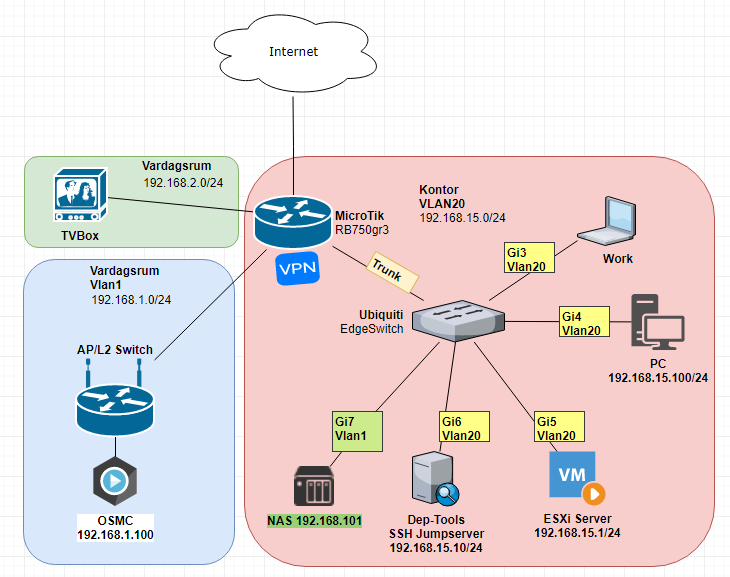 Internet
Vardagsrum
192.168.2.0/24
TVBox
MicroTik
RB750gr3
VPN
Kontor
VLAN20
192.168.15.0/24
Trunk
Gi3
Vlan20
Work
Vardagsrum
Vlan1
192.168.1.0/24
Ubiquiti
EdgeSwitch
Gi4
Vlan20
PC
192.168.15.100/24
AP/L2 Switch
Gi7
Vlan1
Gi6
Vlan20
Gi5
Vlan20
VM
OSMC
192.168.1.100
NAS 192.168.101
Dep-Tools
SSH Jumpserver
192.168.15.10/24
ESXi Server
192.168.15.1/24